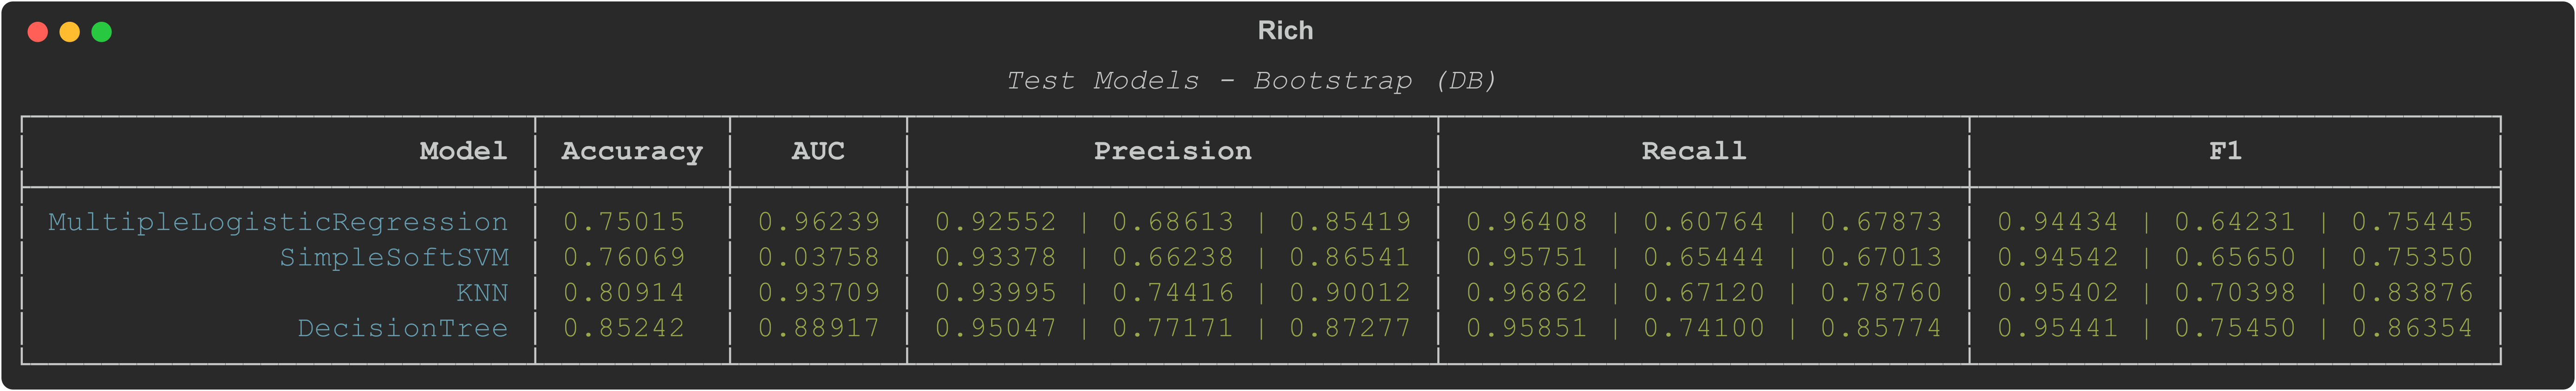 Rich
Test Models - Bootstrap (DB)
Model Accuracy AUC Precision Recall F1
MultipleLogisticRegression 0.75015 0.96239 0.92552 | 0.68613 | 0.85419 0.96408 | 0.60764 | 0.67873 0.94434 | 0.64231 | 0.75445
SimpleSoftSVM 0.76069 0.03758 0.93378 | 0.66238 | 0.86541 0.95751 | 0.65444 | 0.67013 0.94542 | 0.65650 | 0.75350
KNN 0.80914 0.93709 0.93995 | 0.74416 | 0.90012 0.96862 | 0.67120 | 0.78760 0.95402 | 0.70398 | 0.83876
DecisionTree 0.85242 0.88917 0.95047 | 0.77171 | 0.87277 0.95851 | 0.74100 | 0.85774 0.95441 | 0.75450 | 0.86354